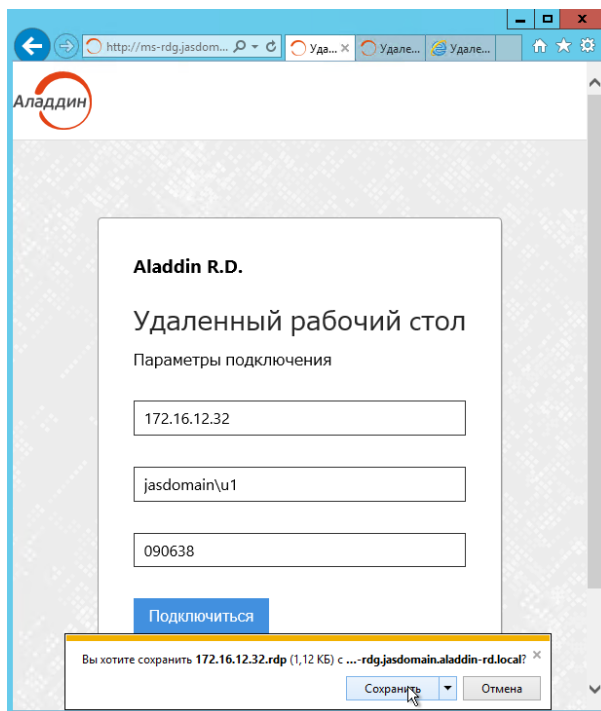 http://ms-rdg.jasdom...
Уда...
Удале...
Удале...
Аладдин
Aladdin R.D.
Удаленный рабочий стол
Параметры подключения
172.16.12.32
jasdomain\u1
090638
Подключиться
Вы хотите сохранить 172.16.12.32.rdp (1,12 КБ) с ...-rdg.jasdomain.aladdin-rd.local?
Сохранить
Отмена